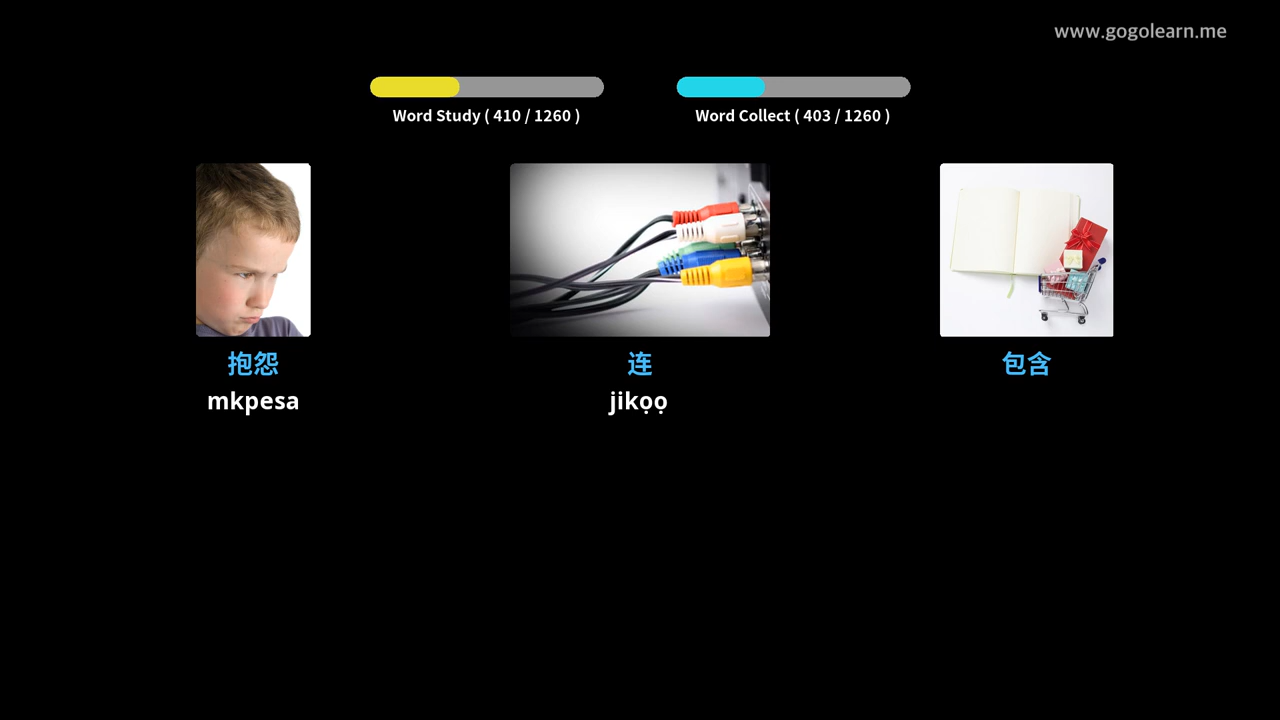 www.gogolearn.me
Word Study ( 410 / 1260 )
Word Collect ( 403 / 1260 )
抱怨
mkpesa
连
jikọọ
包含